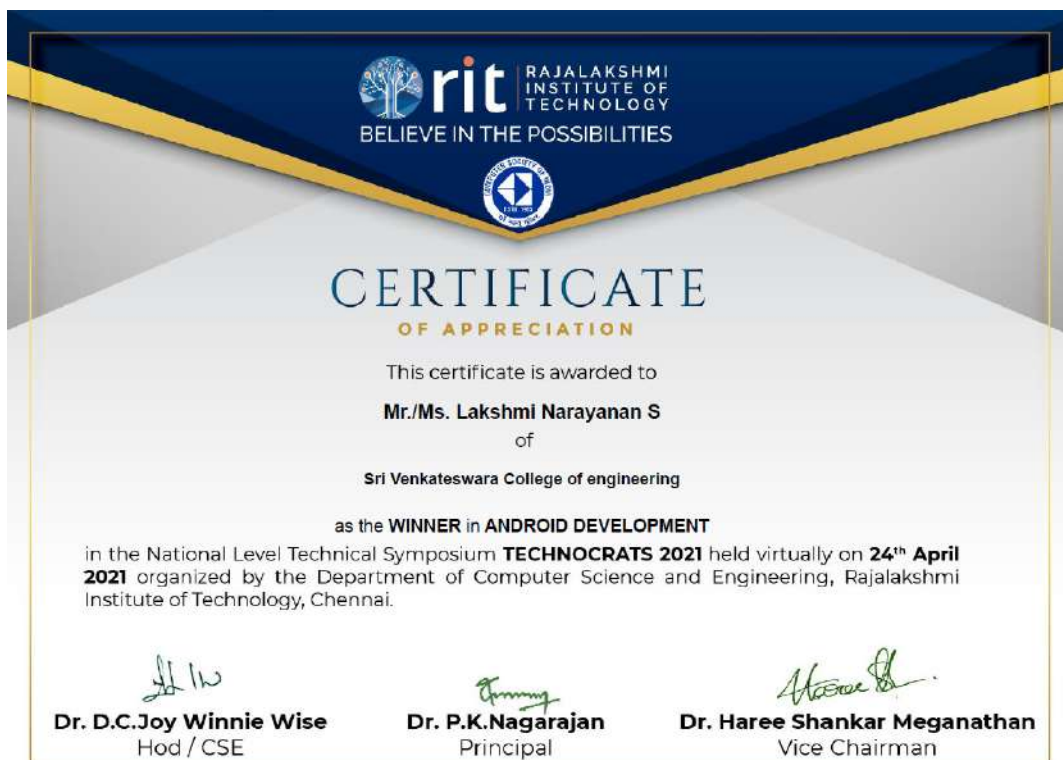 rit
RAJALAKSHMI
INSTITUTE OF
TECHNOLOGY
BELIEVE IN THE POSSIBILITIES
COMPUTER SOCIETY OF INDIA
CERTIFICATE
OF APPRECIATION
This certificate is awarded to
Mr./Ms. Lakshmi Narayanan S
of
Sri Venkateswara College of engineering
as the WINNER in ANDROID DEVELOPMENT
in the National Level Technical Symposium TECHNOCRATS 2021 held virtually on 24th April
2021 organized by the Department of Computer Science and Engineering, Rajalakshmi
Institute of Technology, Chennai.
Dr. D.C.Joy Winnie Wise
Hod / CSE
Dr. P.K.Nagarajan
Principal
Dr. Haree Shankar Meganathan
Vice Chairman